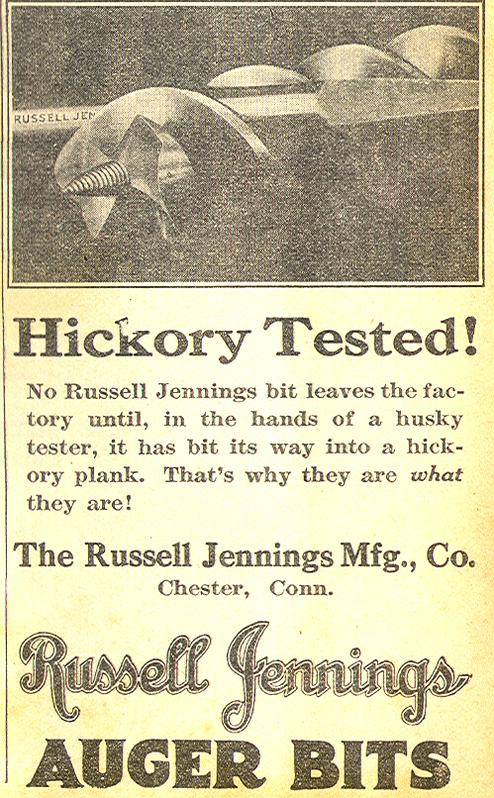 RUSSELL JEN
Hickory Tested!
No Russell Jennings bit leaves the fac-
tory until, in the hands of a husky
tester, it has bit its way into a hick-
ory plank. That's why they are what
they are!
The Russell Jennings Mfg., Co.
Chester, Conn.
Russell Jennings
AUGER BITS